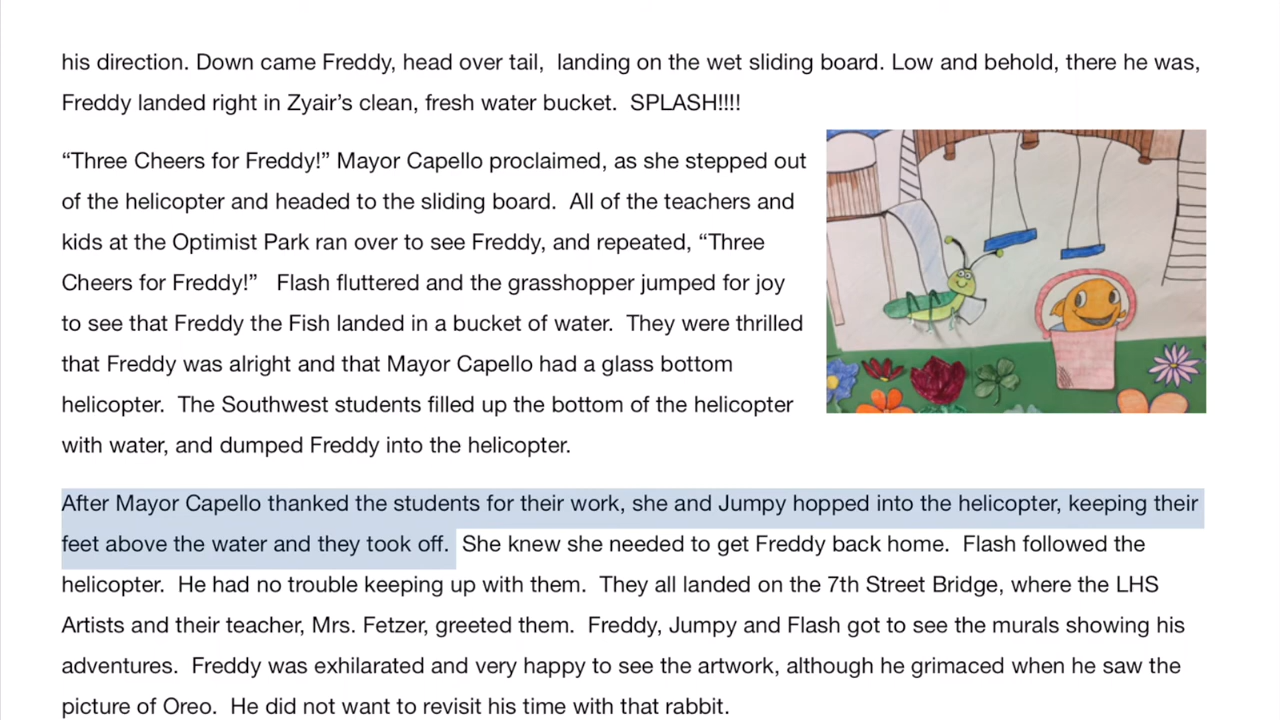 his direction. Down came Freddy, head over tail,  landing on the wet sliding board. Low and behold, there he was,
Freddy landed right in Zyair’s clean, fresh water bucket.  SPLASH!!!!
“Three Cheers for Freddy!” Mayor Capello proclaimed, as she stepped out
of the helicopter and headed to the sliding board.  All of the teachers and
kids at the Optimist Park ran over to see Freddy, and repeated, “Three
Cheers for Freddy!”   Flash fluttered and the grasshopper jumped for joy
to see that Freddy the Fish landed in a bucket of water.  They were thrilled
that Freddy was alright and that Mayor Capello had a glass bottom
helicopter.  The Southwest students filled up the bottom of the helicopter
with water, and dumped Freddy into the helicopter.
After Mayor Capello thanked the students for their work, she and Jumpy hopped into the helicopter, keeping their
feet above the water and they took off.  She knew she needed to get Freddy back home.  Flash followed the
helicopter.  He had no trouble keeping up with them.  They all landed on the 7th Street Bridge, where the LHS
Artists and their teacher, Mrs. Fetzer, greeted them.  Freddy, Jumpy and Flash got to see the murals showing his
adventures.  Freddy was exhilarated and very happy to see the artwork, although he grimaced when he saw the
picture of Oreo.  He did not want to revisit his time with that rabbit.